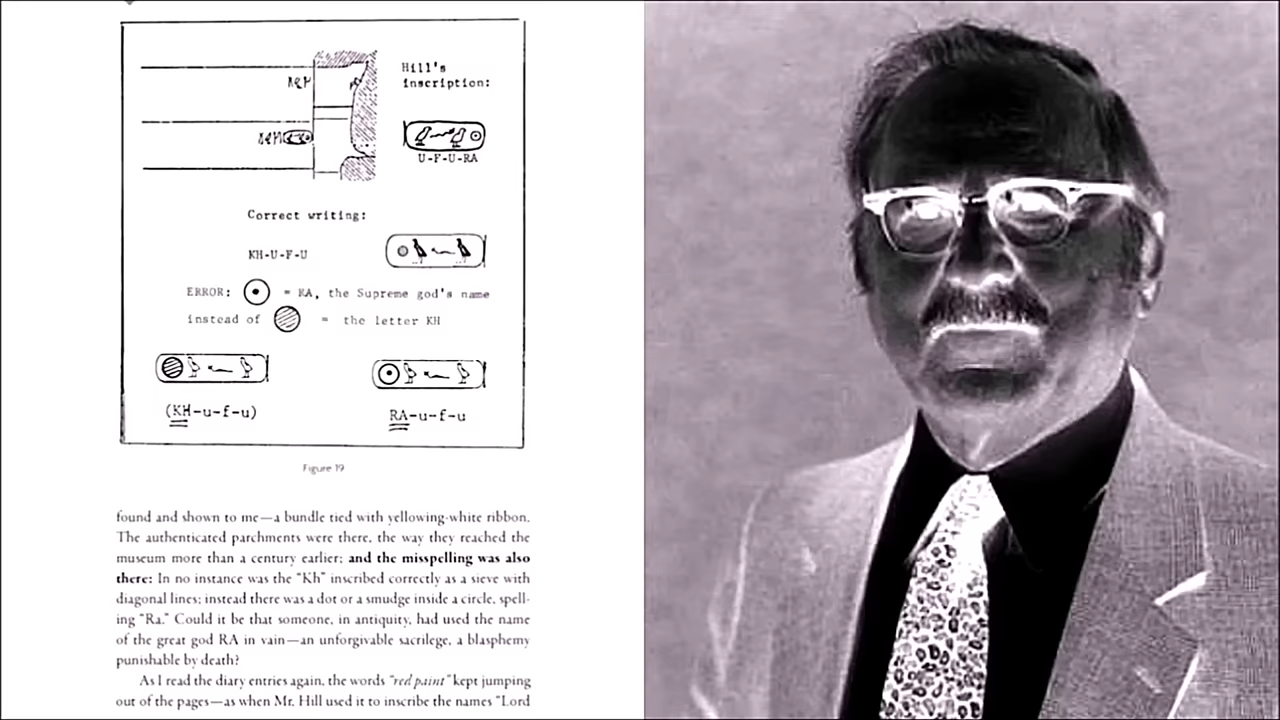 Hill's
inscription:
U-F-U-RA
Correct writing:
KH-U-F-U
ERROR: = RA, the Supreme god's name
instead of = the letter KH
(KH-u-f-u)
RA-u-f-u
Figure 19
found and shown to me—a bundle tied with yellowing-white ribbon.
The authenticated parchments were there, the way they reached the
museum more than a century earlier; and the misspelling was also
there: In no instance was the "Kh" inscribed correctly as a sieve with
diagonal lines; instead there was a dot or a smudge inside a circle, spell-
ing "Ra." Could it be that someone, in antiquity, had used the name
of the great god RA in vain—an unforgivable sacrilege, a blasphemy
punishable by death?
As I read the diary entries again, the words "red paint" kept jumping
out of the pages—as when Mr. Hill used it to inscribe the names "Lord